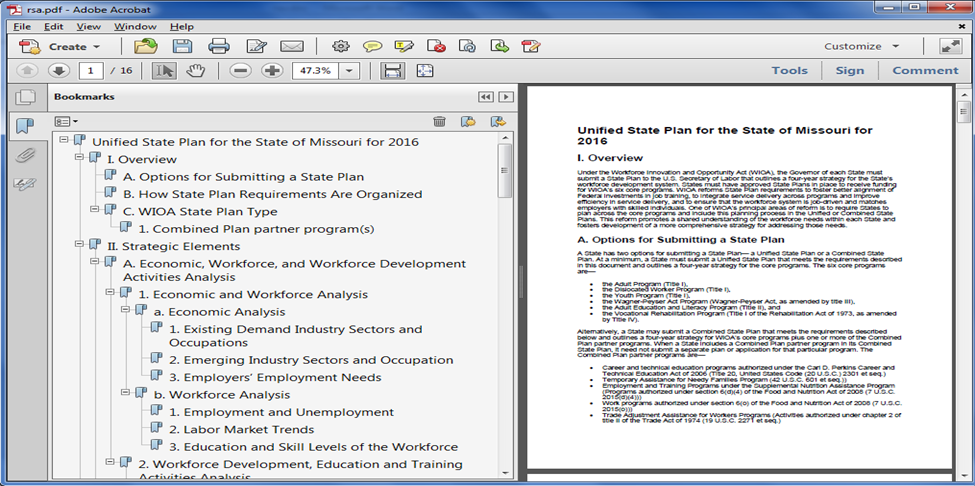 rsa.pdf - Adobe Acrobat
File Edit View Window Help
Create
Customize
1 / 16
47.3%
Tools Sign Comment
Bookmarks
Unified State Plan for the State of Missouri for 2016
I. Overview
A. Options for Submitting a State Plan
B. How State Plan Requirements Are Organized
C. WIOA State Plan Type
1. Combined Plan partner program(s)
II. Strategic Elements
A. Economic, Workforce, and Workforce Development
Activities Analysis
1. Economic and Workforce Analysis
a. Economic Analysis
1. Existing Demand Industry Sectors and
Occupations
2. Emerging Industry Sectors and Occupation
3. Employers' Employment Needs
b. Workforce Analysis
1. Employment and Unemployment
2. Labor Market Trends
3. Education and Skill Levels of the Workforce
2. Workforce Development, Education and Training
Activities Analysis
Unified State Plan for the State of Missouri for
2016
I. Overview
Under the Workforce Innovation and Opportunity Act (WIOA), the Governor of each State must
submit a State Plan to the U.S. Secretary of Labor that outlines a four-year strategy for the State's
workforce development system. States must have approved State Plans in place to receive funding
for WIOA's six core programs. WIOA reforms State Plan requirements to foster better alignment of
federal investments in job training, to integrate service delivery across programs and improve
efficiency in service delivery, and to ensure that the workforce system is job-driven and matches
employers with skilled individuals. One of WIOA's principal areas of reform is to require States to
plan across the core programs and include this planning process in the Unified or Combined State
Plans. This reform promotes a shared understanding of the workforce needs within each State and
fosters development of a more comprehensive strategy for addressing those needs.
A. Options for Submitting a State Plan
A State has two options for submitting a State Plan— a Unified State Plan or a Combined State
Plan. At a minimum, a State must submit a Unified State Plan that meets the requirements described
in this document and outlines a four-year strategy for the core programs. The six core programs
are—
• the Adult Program (Title I),
• the Dislocated Worker Program (Title I),
• the Youth Program (Title I),
• the Wagner-Peyser Act Program (Wagner-Peyser Act, as amended by title III),
• the Adult Education and Literacy Program (Title II), and
• the Vocational Rehabilitation Program (Title I of the Rehabilitation Act of 1973, as amended
by Title IV).
Alternatively, a State may submit a Combined State Plan that meets the requirements described
below and outlines a four-year strategy for WIOA's core programs plus one or more of the Combined
Plan partner programs. When a State includes a Combined Plan partner program in its Combined
State Plan, it need not submit a separate plan or application for that particular program. The
Combined Plan partner programs are—
• Career and technical education programs authorized under the Carl D. Perkins Career and
Technical Education Act of 2006 (Title 20, United States Code (20 U.S.C.) 2301 et seq.)
• Temporary Assistance for Needy Families Program (42 U.S.C. 601 et seq.))
• Employment and Training Programs under the Supplemental Nutrition Assistance Program
(Programs authorized under section 6(d)(4) of the Food and Nutrition Act of 2008 (7 U.S.C.
2015(d)(4)))
• Work programs authorized under section 6(o) of the Food and Nutrition Act of 2008 (7 U.S.C.
2015(o)))
• Trade Adjustment Assistance for Workers Programs (Activities authorized under chapter 2 of
title II of the Trade Act of 1974 (19 U.S.C. 2271 et seq.)